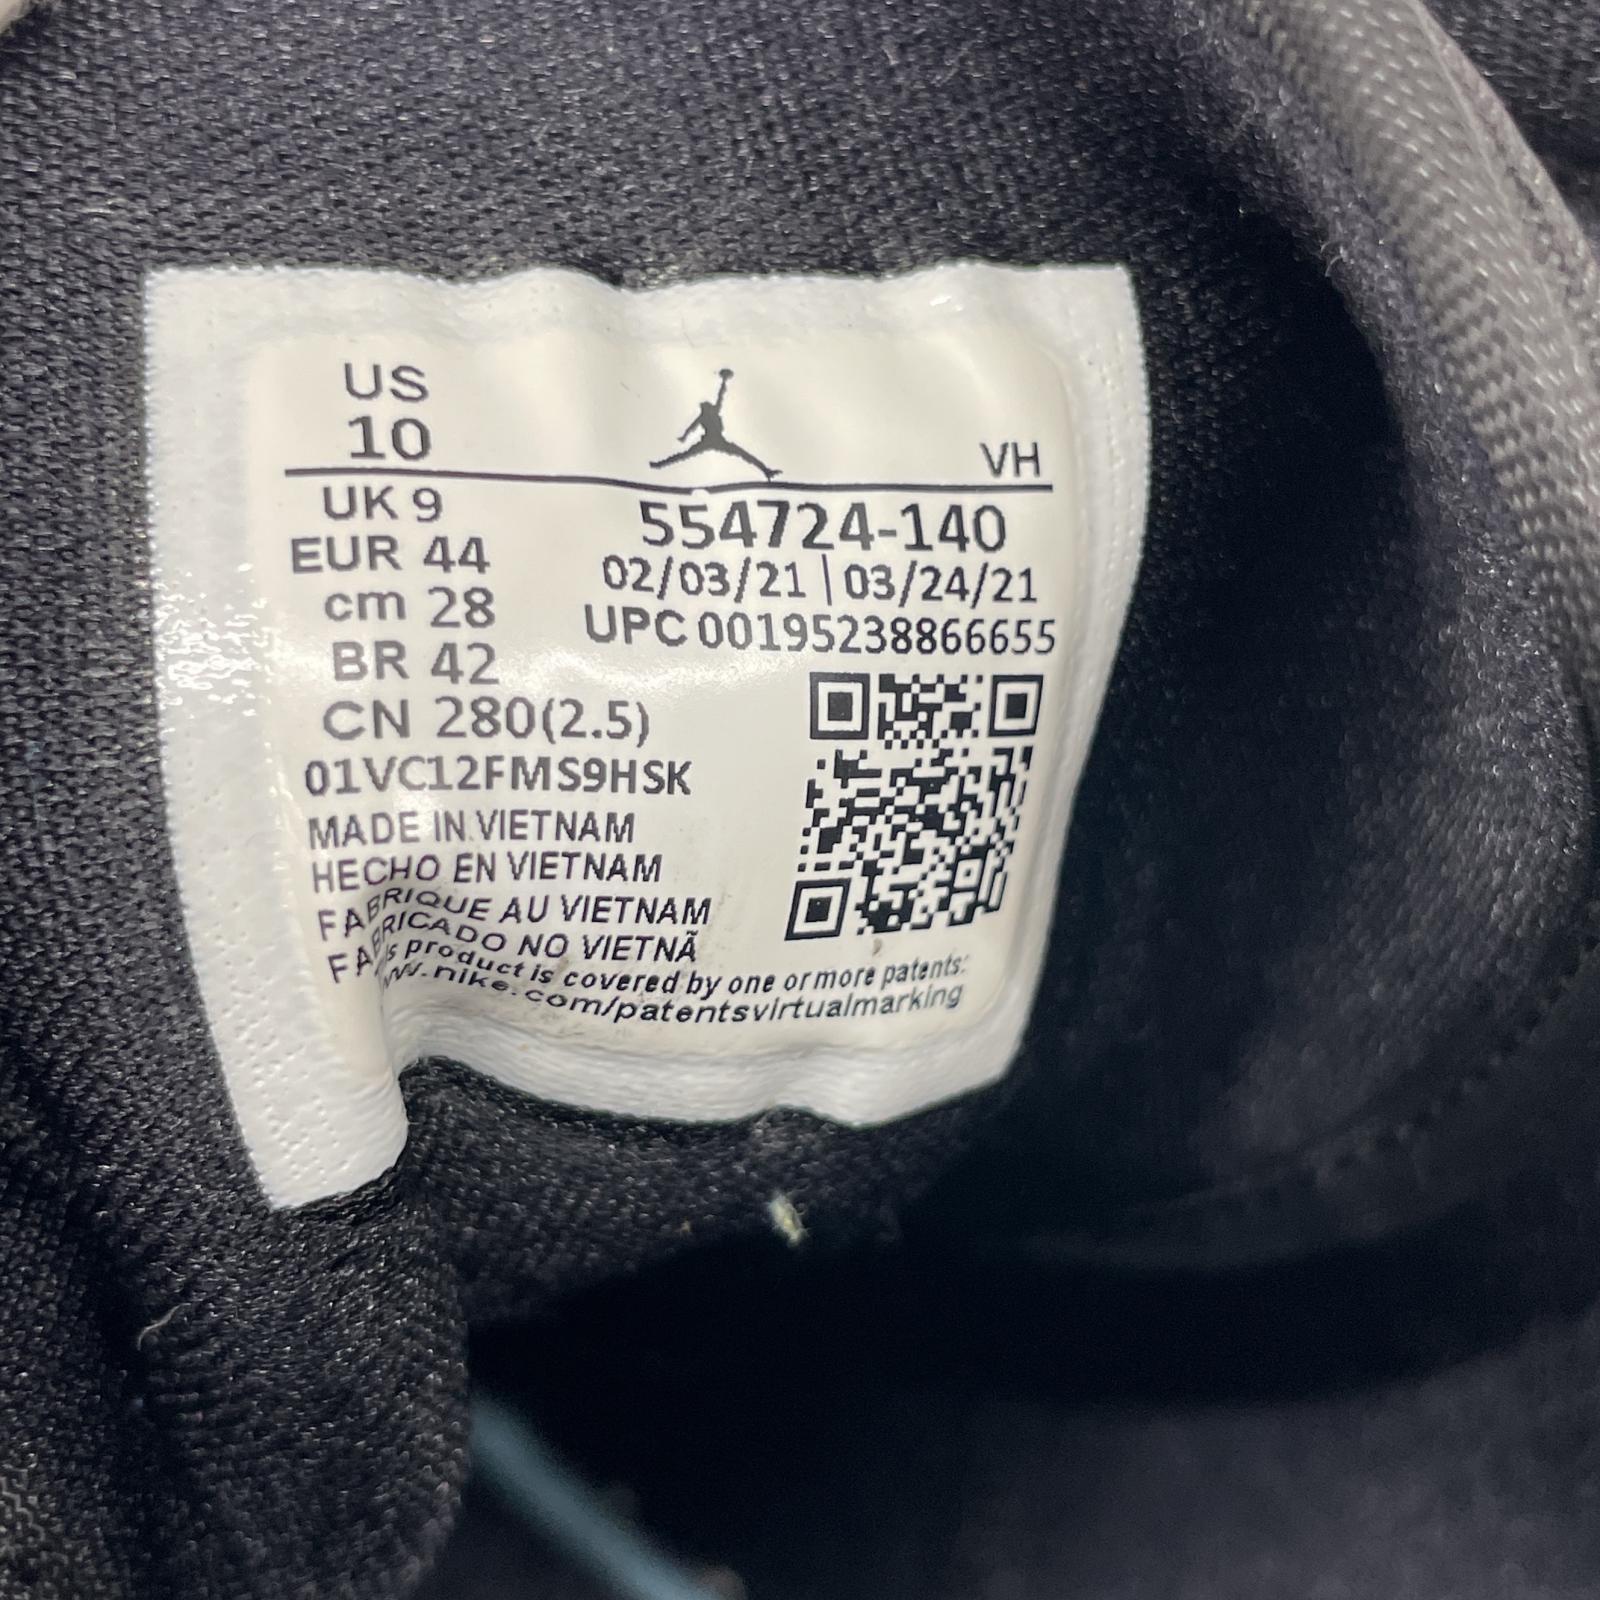 US
10
VH
UK 9
EUR 44
cm 28
BR 42
CN 280(2.5)
554724-140
02/03/21 | 03/24/21
UPC 00195238866655
01VC12FMS9HSK
MADE IN VIETNAM
HECHO EN VIETNAM
FABRIQUE AU VIETNAM
FABRICADO NO VIETNÃ
is product is covered by one or more patents:
w.nike.com/patentsvirtualmarking